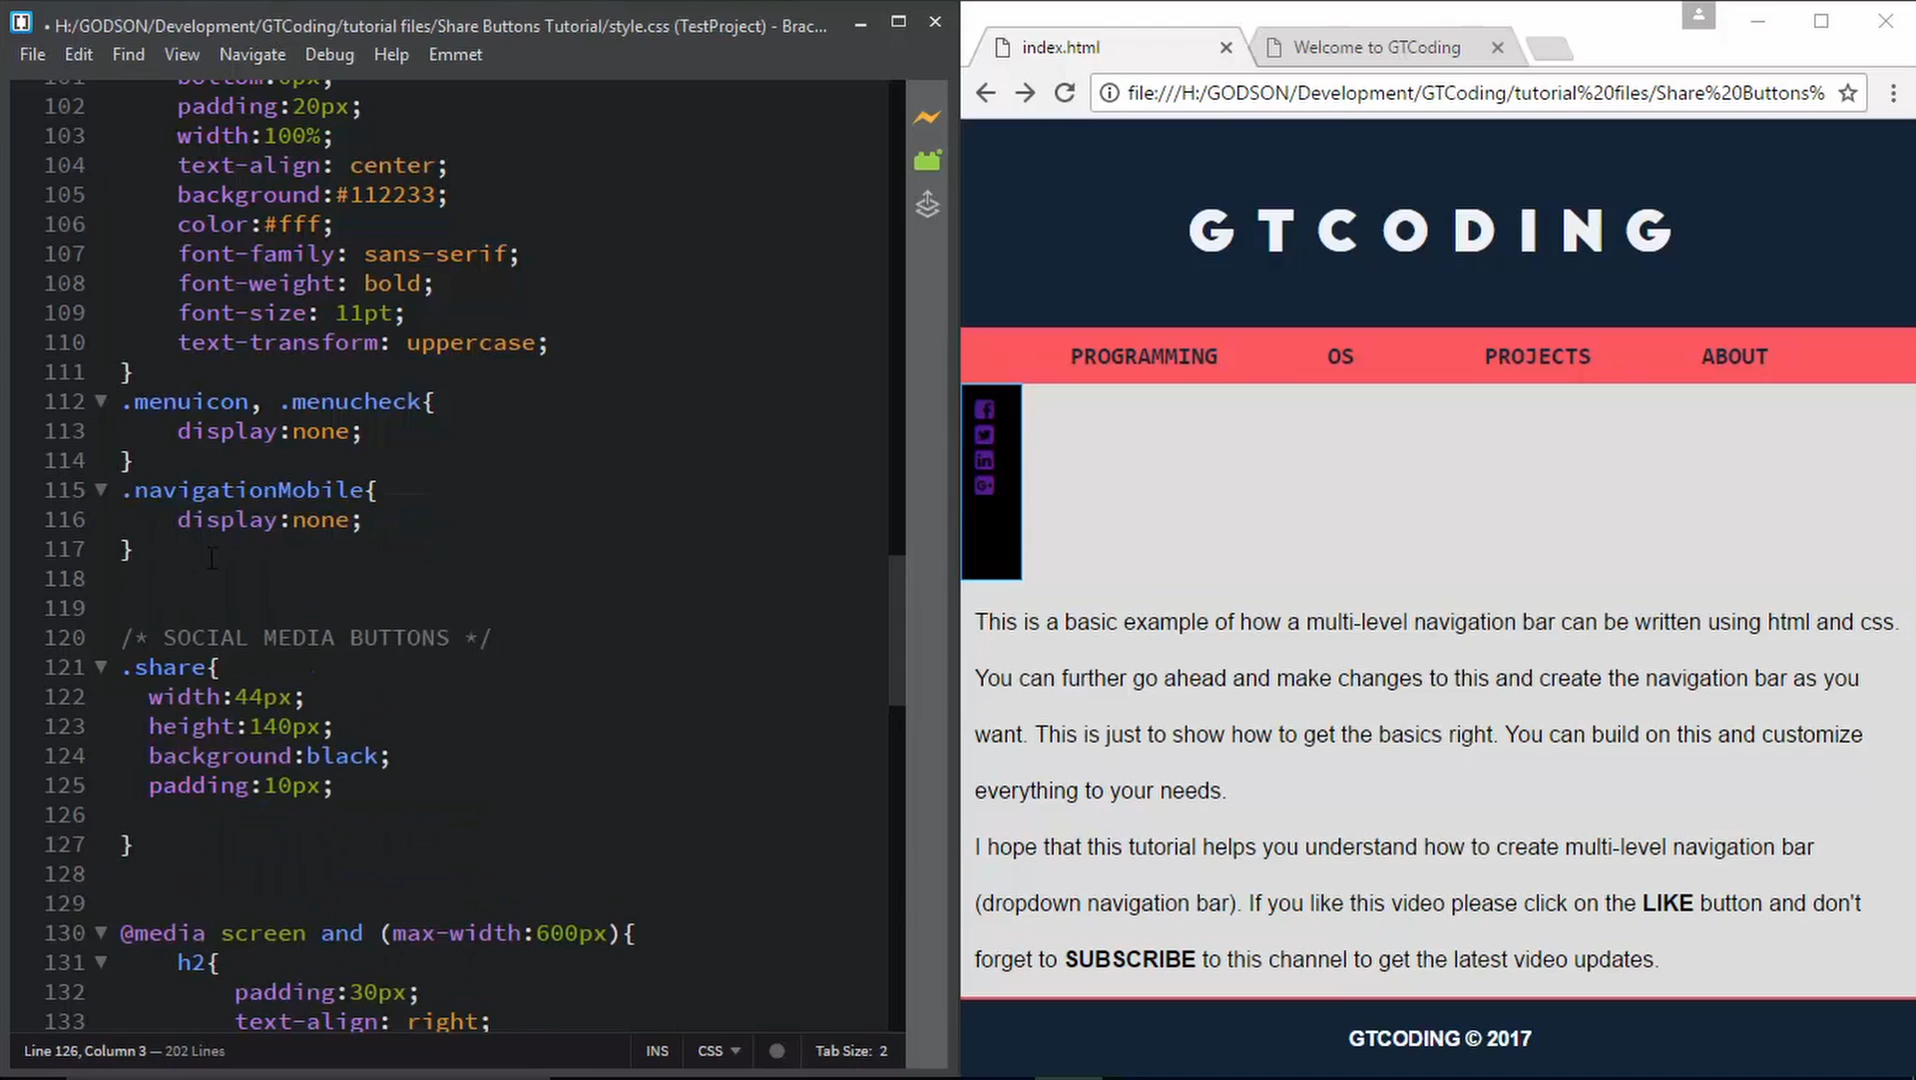 • H:/GODSON/Development/GTCoding/tutorial files/Share Buttons Tutorial/style.css (TestProject) - Brac...
File Edit Find View Navigate Debug Help Emmet
101 bottom:0px;
102 padding:20px;
103 width:100%;
104 text-align: center;
105 background:#112233;
106 color:#fff;
107 font-family: sans-serif;
108 font-weight: bold;
109 font-size: 11pt;
110 text-transform: uppercase;
111 }
112 .menuicon, .menucheck{
113 display:none;
114 }
115 .navigationMobile{
116 display:none;
117 }
118
119
120 /* SOCIAL MEDIA BUTTONS */
121 .share{
122 width:44px;
123 height:140px;
124 background:black;
125 padding:10px;
126
127 }
128
129
130 @media screen and (max-width:600px){
131 h2{
132 padding:30px;
133 text-align: right;
Line 126, Column 3 — 202 Lines
INS CSS Tab Size: 2
index.html
Welcome to GTCoding
file:///H:/GODSON/Development/GTCoding/tutorial%20files/Share%20Buttons%
GTCODING
PROGRAMMING OS PROJECTS ABOUT
This is a basic example of how a multi-level navigation bar can be written using html and css.
You can further go ahead and make changes to this and create the navigation bar as you
want. This is just to show how to get the basics right. You can build on this and customize
everything to your needs.
I hope that this tutorial helps you understand how to create multi-level navigation bar
(dropdown navigation bar). If you like this video please click on the LIKE button and don't
forget to SUBSCRIBE to this channel to get the latest video updates.
GTCODING © 2017